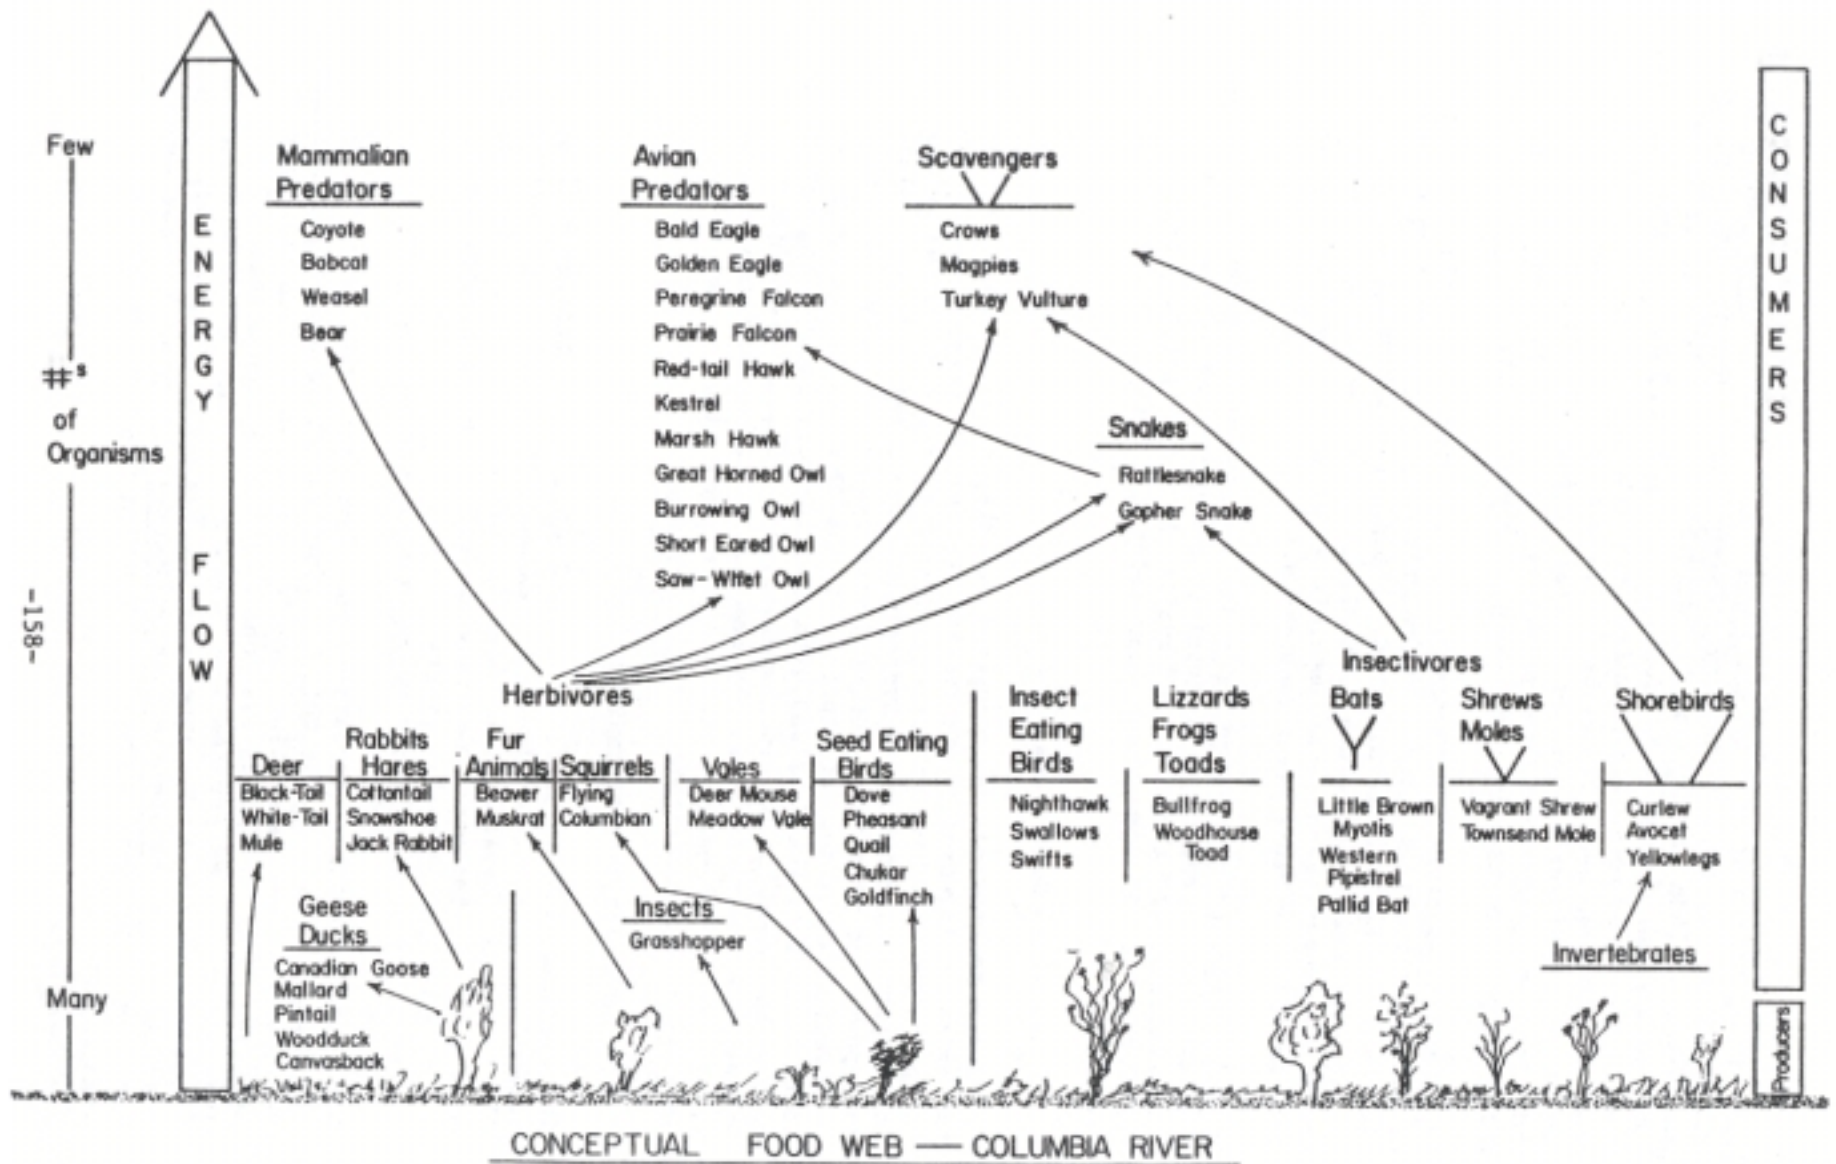 Few
#s
of
Organisms
Many
-158-
ENERGY FLOW
Mammalian
Predators
Coyote
Bobcat
Weasel
Bear
Avian
Predators
Bald Eagle
Golden Eagle
Peregrine Falcon
Prairie Falcon
Red-tail Hawk
Kestrel
Marsh Hawk
Great Horned Owl
Burrowing Owl
Short Eared Owl
Saw-Wtfet Owl
Scavengers
Crows
Magpies
Turkey Vulture
Snakes
Rattlesnake
Gopher Snake
CONSUMERS
Producers
Herbivores
Deer
Black-Tail
White-Tail
Mule
Rabbits
Hares
Cottontail
Snowshoe
Jack Rabbit
Fur
Animals
Beaver
Muskrat
Squirrels
Flying
Columbian
Voles
Deer Mouse
Meadow Vole
Seed Eating
Birds
Dove
Pheasant
Quail
Chukar
Goldfinch
Geese
Ducks
Canadian Goose
Mallard
Pintail
Woodduck
Canvasback
Insects
Grasshopper
Insectivores
Insect
Eating
Birds
Nighthawk
Swallows
Swifts
Lizzards
Frogs
Toads
Bullfrog
Woodhouse
Toad
Bats
Little Brown
Myotis
Western
Pipistrel
Pallid Bat
Shrews
Moles
Vagrant Shrew
Townsend Mole
Shorebirds
Curlew
Avocet
Yellowlegs
Invertebrates
CONCEPTUAL FOOD WEB — COLUMBIA RIVER